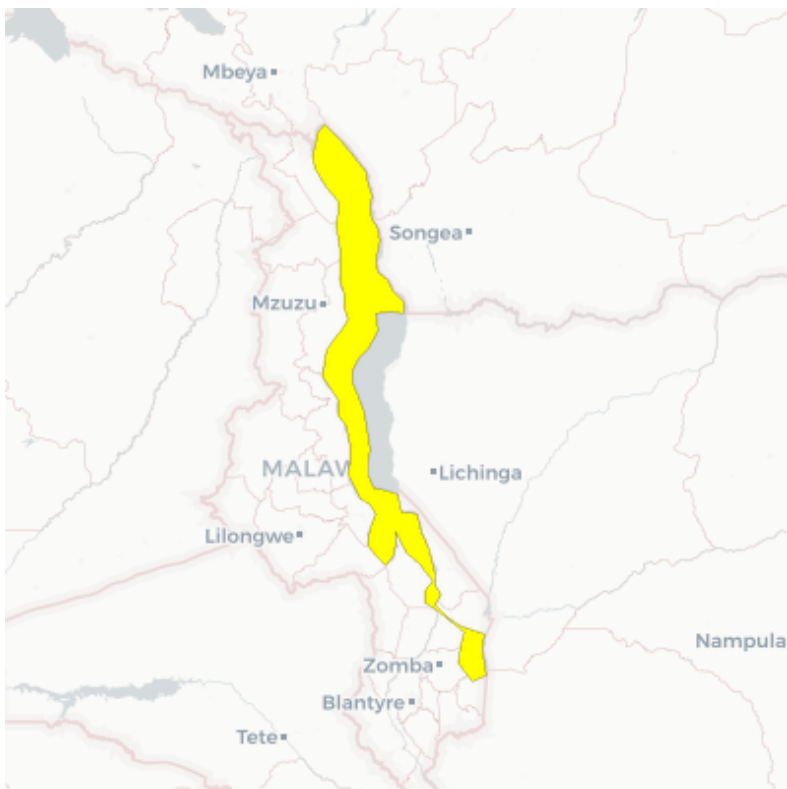 Mbeya
Songea
Mzuzu
MALAW
Lichinga
Lilongwe
Nampula
Zomba
Blantyre
Tete